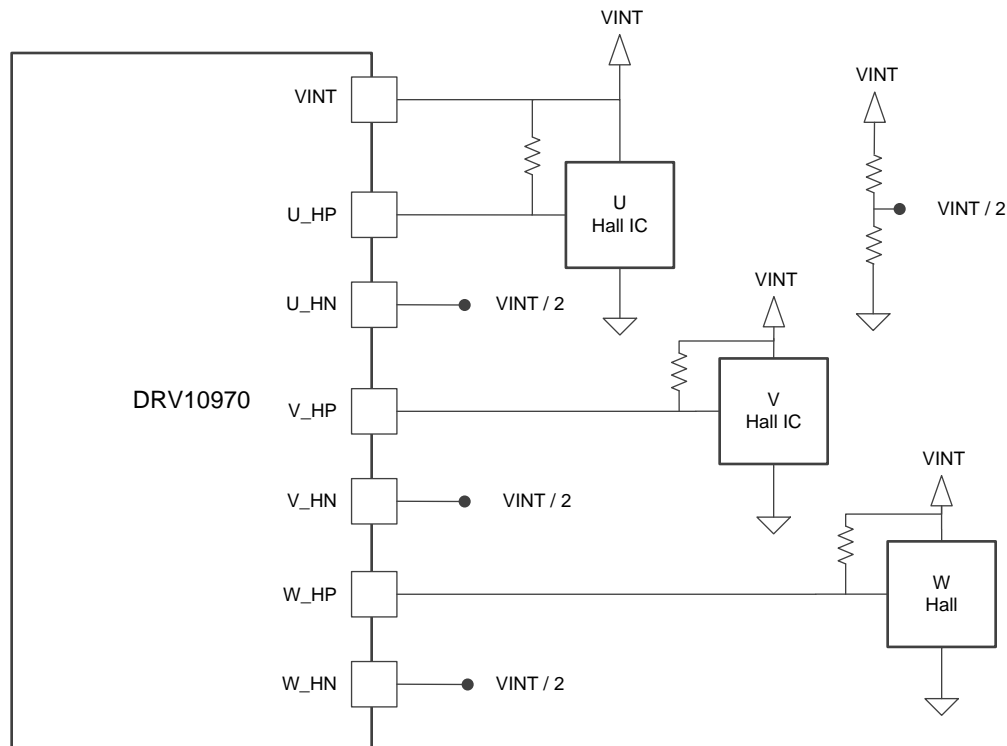 VINT
VINT
VINT
U_HP
U
Hall IC
VINT / 2
U_HN
VINT / 2
VINT
DRV10970
V_HP
V
Hall IC
VINT
V_HN
VINT / 2
W_HP
W
Hall
W_HN
VINT / 2